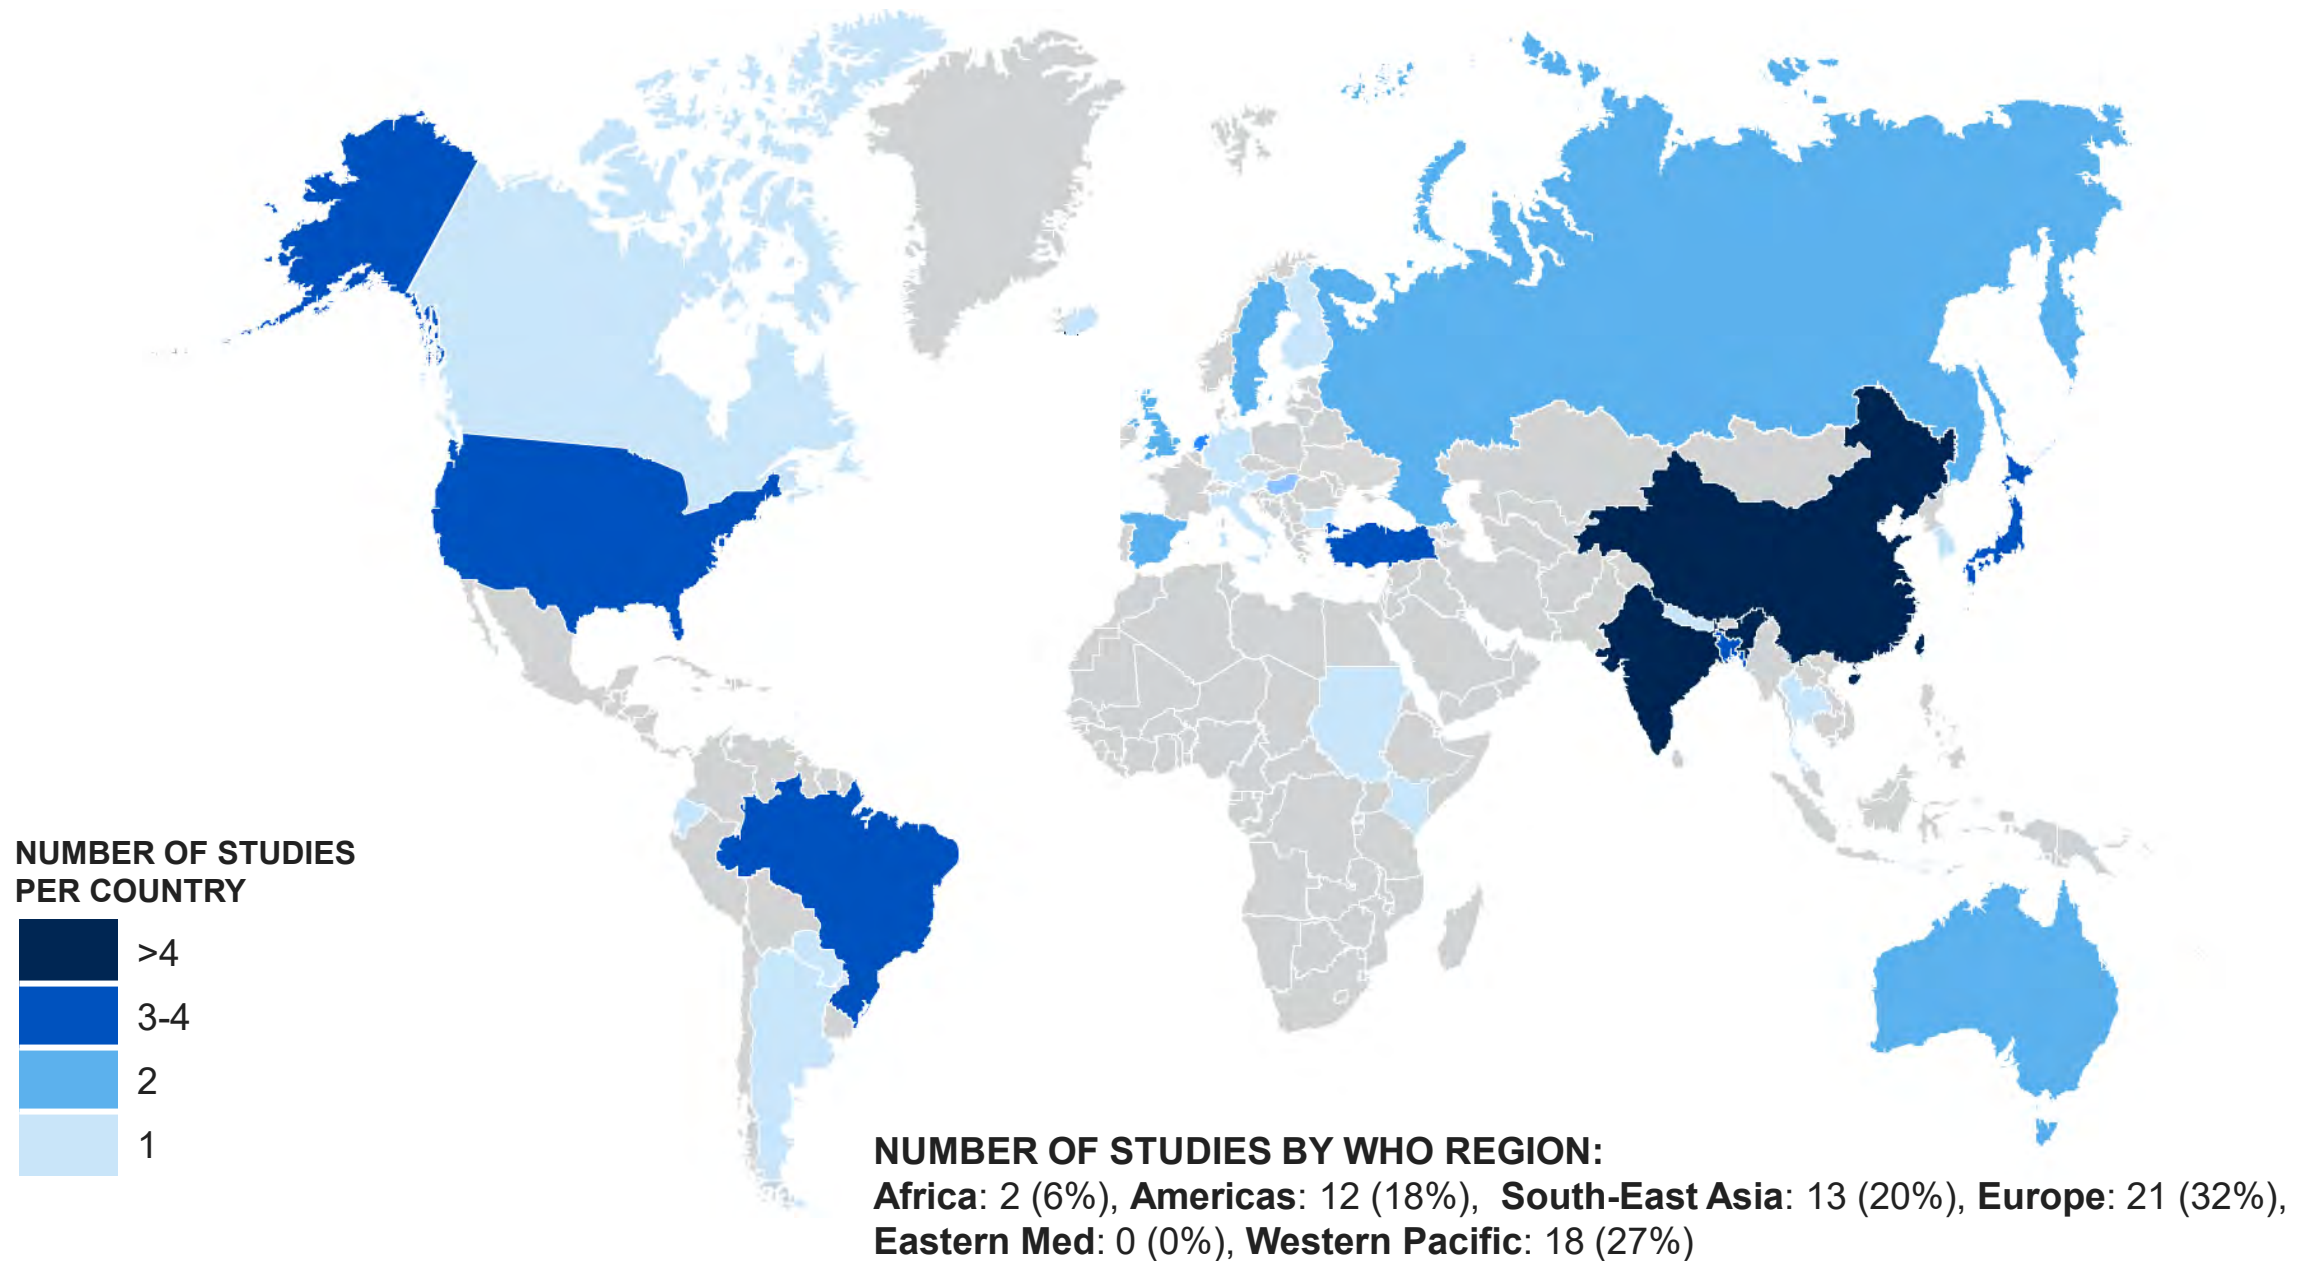 NUMBER OF STUDIES
PER COUNTRY
>4
3-4
2
1
NUMBER OF STUDIES BY WHO REGION:
Africa: 2 (6%), Americas: 12 (18%), South-East Asia: 13 (20%), Europe: 21 (32%),
Eastern Med: 0 (0%), Western Pacific: 18 (27%)